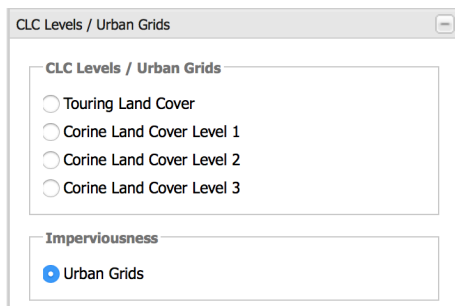 CLC Levels / Urban Grids
CLC Levels / Urban Grids
Touring Land Cover
Corine Land Cover Level 1
Corine Land Cover Level 2
Corine Land Cover Level 3
Imperviousness
Urban Grids